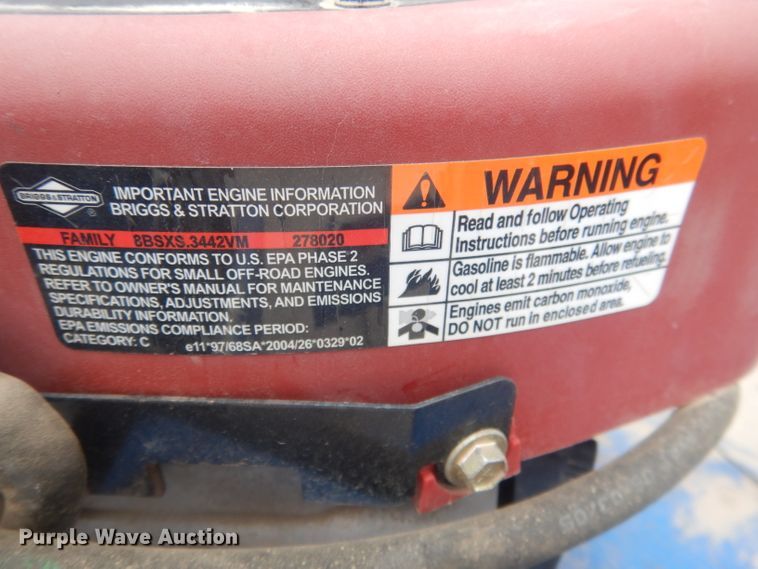 BRIGGS & STRATTON
®
IMPORTANT ENGINE INFORMATION
BRIGGS & STRATTON CORPORATION
FAMILY 8BSXS.3442VM 278020
THIS ENGINE CONFORMS TO U.S. EPA PHASE 2
REGULATIONS FOR SMALL OFF-ROAD ENGINES.
REFER TO OWNER'S MANUAL FOR MAINTENANCE
SPECIFICATIONS, ADJUSTMENTS, AND EMISSIONS
DURABILITY INFORMATION.
EPA EMISSIONS COMPLIANCE PERIOD:
CATEGORY: C e11*97/68SA*2004/26*0329*02
WARNING
Read and follow Operating
Instructions before running engine.
Gasoline is flammable. Allow engine to
cool at least 2 minutes before refueling.
Engines emit carbon monoxide,
DO NOT run in enclosed area.
Purple Wave Auction